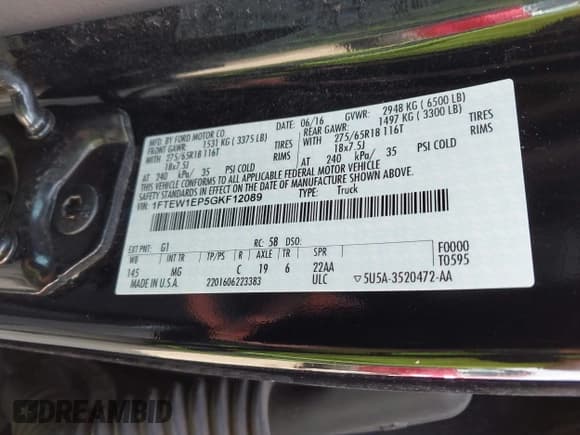 MFD. BY FORD MOTOR CO.
DATE: 06/16 GVWR: 2948 KG ( 6500 LB)
FRONT GAWR: 1531 KG ( 3375 LB) REAR GAWR: 1497 KG ( 3300 LB)
WITH 275/65R18 116T TIRES WITH 275/65R18 116T TIRES
18x7.5J RIMS 18x7.5J RIMS
AT 240 kPa/ 35 PSI COLD AT 240 kPa/ 35 PSI COLD
THIS VEHICLE CONFORMS TO ALL APPLICABLE FEDERAL MOTOR VEHICLE
SAFETY STANDARDS IN EFFECT ON THE DATE OF MANUFACTURE SHOWN ABOVE.
VIN: 1FTEW1EP5GKF12089 TYPE: Truck
F0000
T0595
EXT PNT: G1 RC: 58 DSO:
WB INT TR TP/PS R AXLE TR SPR
145 MG C 19 6 22AA
MADE IN U.S.A. 2201606223383 ULC ▽5U5A-3520472-AA
DREAMBID